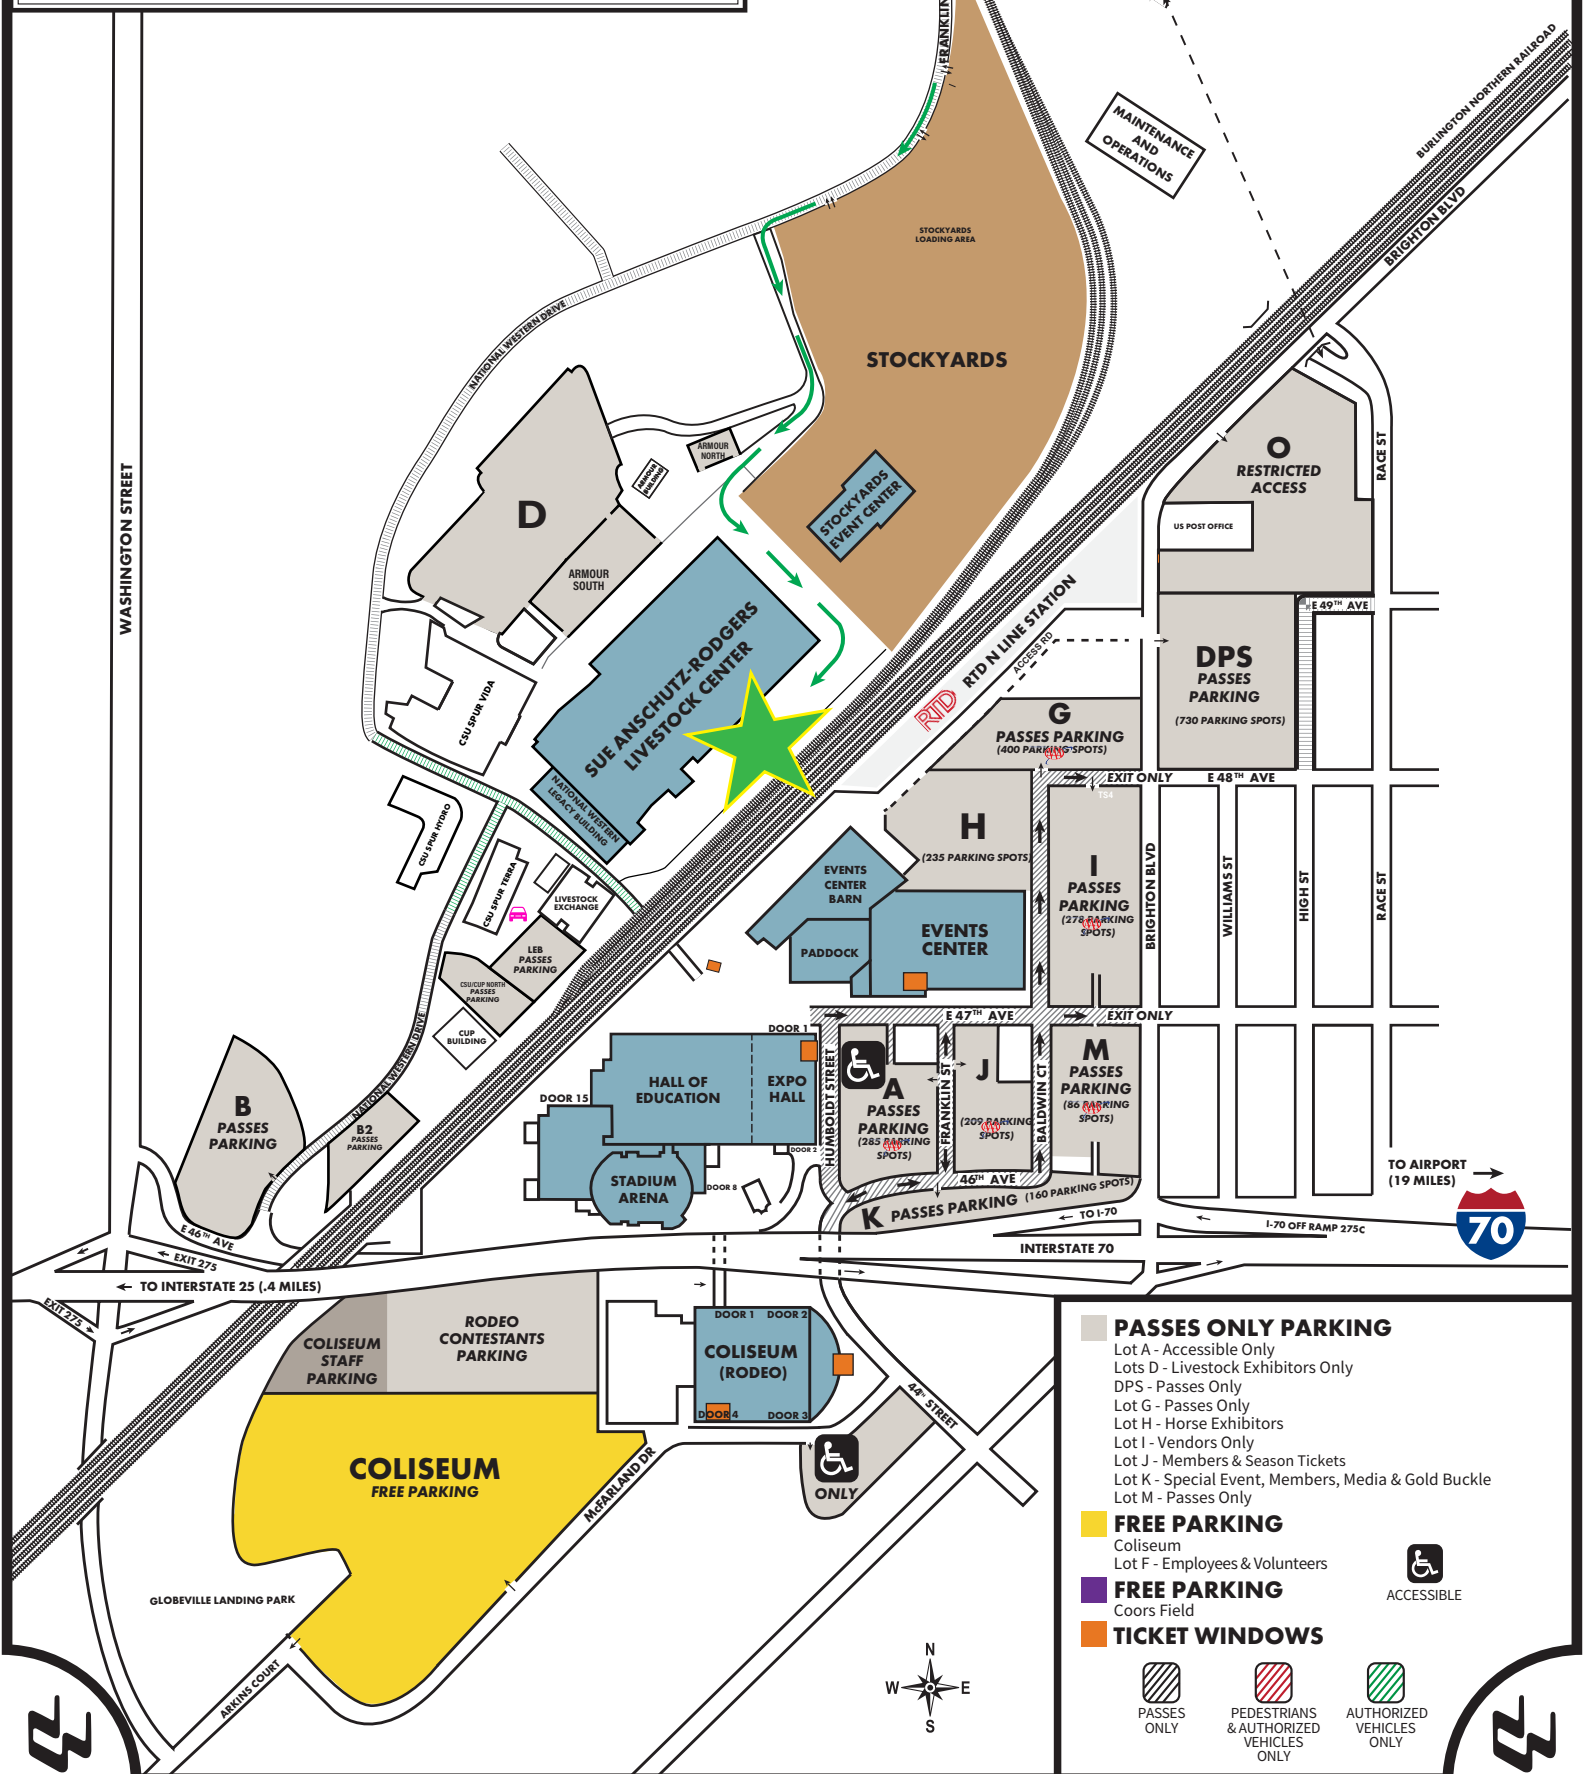 FRANKLIN
BURLINGTON NORTHERN RAILROAD
MAINTENANCE
AND
OPERATIONS
BRIGHTON BLVD
STOCKYARDS
LOADING AREA
NATIONAL WESTERN DRIVE
STOCKYARDS
WASHINGTON STREET
ARMOUR
NORTH
ARMOUR
BUILDING
D
ARMOUR
SOUTH
STOCKYARDS
EVENT CENTER
O
RESTRICTED
ACCESS
RACE ST
US POST OFFICE
E 49TH AVE
SUE ANSCHUTZ-RODGERS
LIVESTOCK CENTER
NATIONAL WESTERN
LEGACY BUILDING
RTD N LINE STATION
RTD
ACCESS RD
DPS
PASSES
PARKING
(730 PARKING SPOTS)
G
PASSES PARKING
(400 PARKING SPOTS)
EXIT ONLY
E 48TH AVE
TS4
CSU SPUR VIDA
CSU SPUR HYDRO
CSU SPUR TERRA
LIVESTOCK
EXCHANGE
LEB
PASSES
PARKING
CSU/CUP NORTH
PASSES
PARKING
CUP
BUILDING
H
(235 PARKING SPOTS)
I
PASSES
PARKING
(278 PARKING
SPOTS)
BRIGHTON BLVD
WILLIAMS ST
HIGH ST
RACE ST
EVENTS
CENTER
BARN
PADDOCK
EVENTS
CENTER
E 47TH AVE
EXIT ONLY
NATIONAL WESTERN DRIVE
B
PASSES
PARKING
B2
PASSES
PARKING
DOOR 1
HALL OF
EDUCATION
EXPO
HALL
DOOR 15
DOOR 2
STADIUM
ARENA
DOOR 8
HUMBOLDT STREET
A
PASSES
PARKING
(285 PARKING
SPOTS)
FRANKLIN ST
J
(209 PARKING
SPOTS)
BALDWIN CT
M
PASSES
PARKING
(86 PARKING
SPOTS)
46TH AVE
K PASSES PARKING (160 PARKING SPOTS)
TO AIRPORT
(19 MILES)
70
TO I-70
I-70 OFF RAMP 275C
INTERSTATE 70
E 46TH AVE
EXIT 275
TO INTERSTATE 25 (.4 MILES)
EXIT 275
COLISEUM
STAFF
PARKING
RODEO
CONTESTANTS
PARKING
DOOR 1
DOOR 2
COLISEUM
(RODEO)
DOOR 4
DOOR 3
44TH STREET
COLISEUM
FREE PARKING
McFARLAND DR
ONLY
GLOBEVILLE LANDING PARK
ARKINS COURT
N
W
E
S
PASSES ONLY PARKING
Lot A - Accessible Only
Lots D - Livestock Exhibitors Only
DPS - Passes Only
Lot G - Passes Only
Lot H - Horse Exhibitors
Lot I - Vendors Only
Lot J - Members & Season Tickets
Lot K - Special Event, Members, Media & Gold Buckle
Lot M - Passes Only
FREE PARKING
Coliseum
Lot F - Employees & Volunteers
FREE PARKING
Coors Field
TICKET WINDOWS
ACCESSIBLE
PASSES
ONLY
PEDESTRIANS
& AUTHORIZED
VEHICLES
ONLY
AUTHORIZED
VEHICLES
ONLY